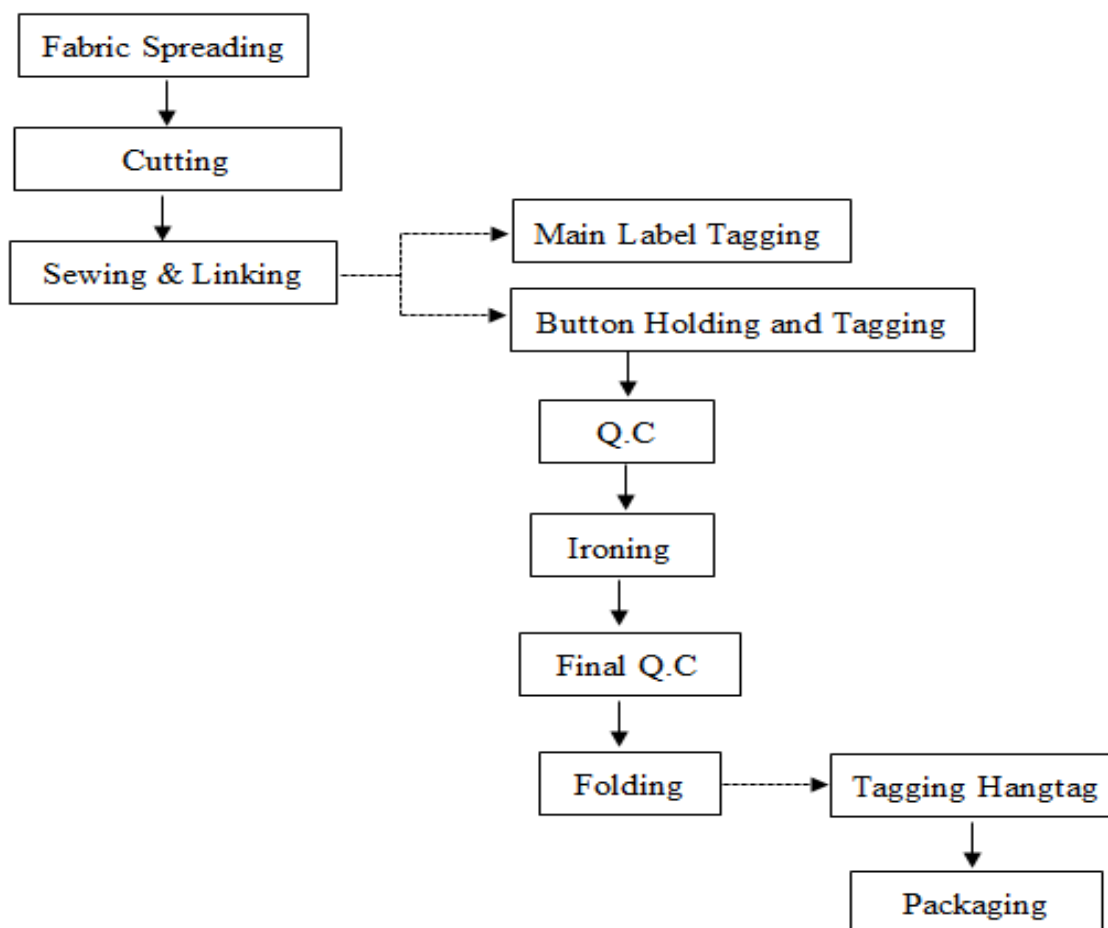 Fabric Spreading
Cutting
Sewing & Linking
Main Label Tagging
Button Holding and Tagging
Q.C
Ironing
Final Q.C
Folding
Tagging Hangtag
Packaging